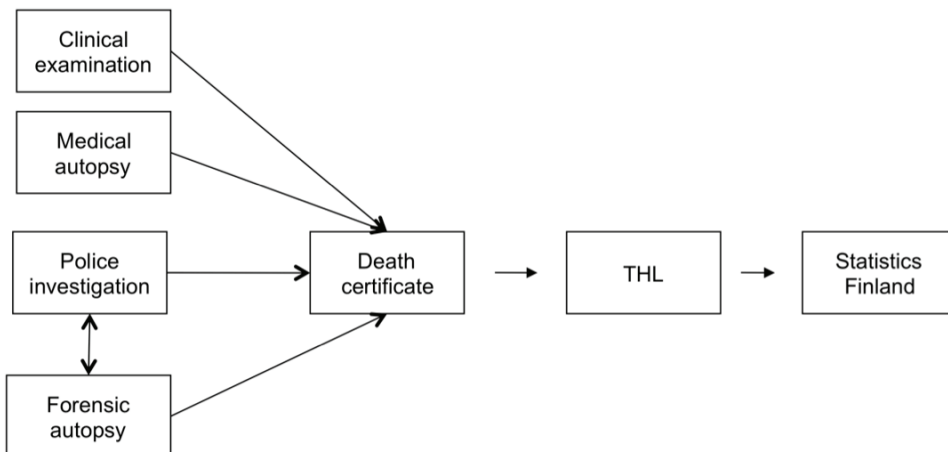 Clinical
examination
Medical
autopsy
Police
investigation
Forensic
autopsy
Death
certificate
THL
Statistics
Finland